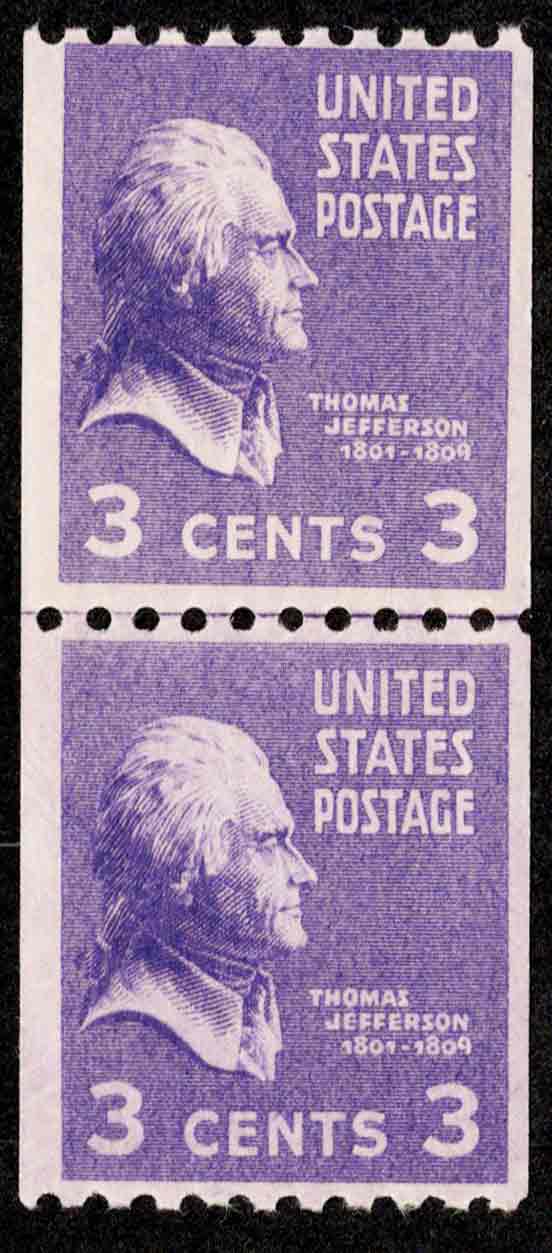 UNITED
STATES
POSTAGE
THOMAS
JEFFERSON
1801-1809
3 CENTS 3
UNITED
STATES
POSTAGE
THOMAS
JEFFERSON
1801-1809
3 CENTS 3